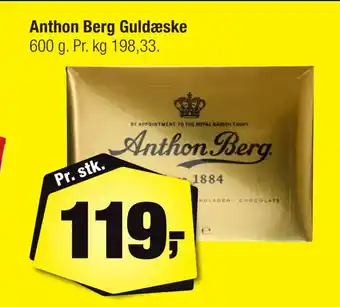 Anthon Berg Guldæske
600 g. Pr. kg 198,33.
BY APPOINTMENT TO THE ROYAL DANISH COURT
Anthon Berg
1884
CHOCOLATE
Pr. stk.
119,-